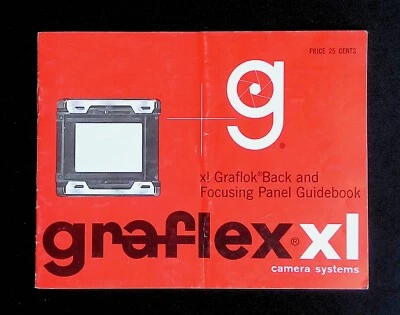 PRICE 25 CENTS
g®
xl Graflok® Back and
Focusing Panel Guidebook
graflex® xl
camera systems